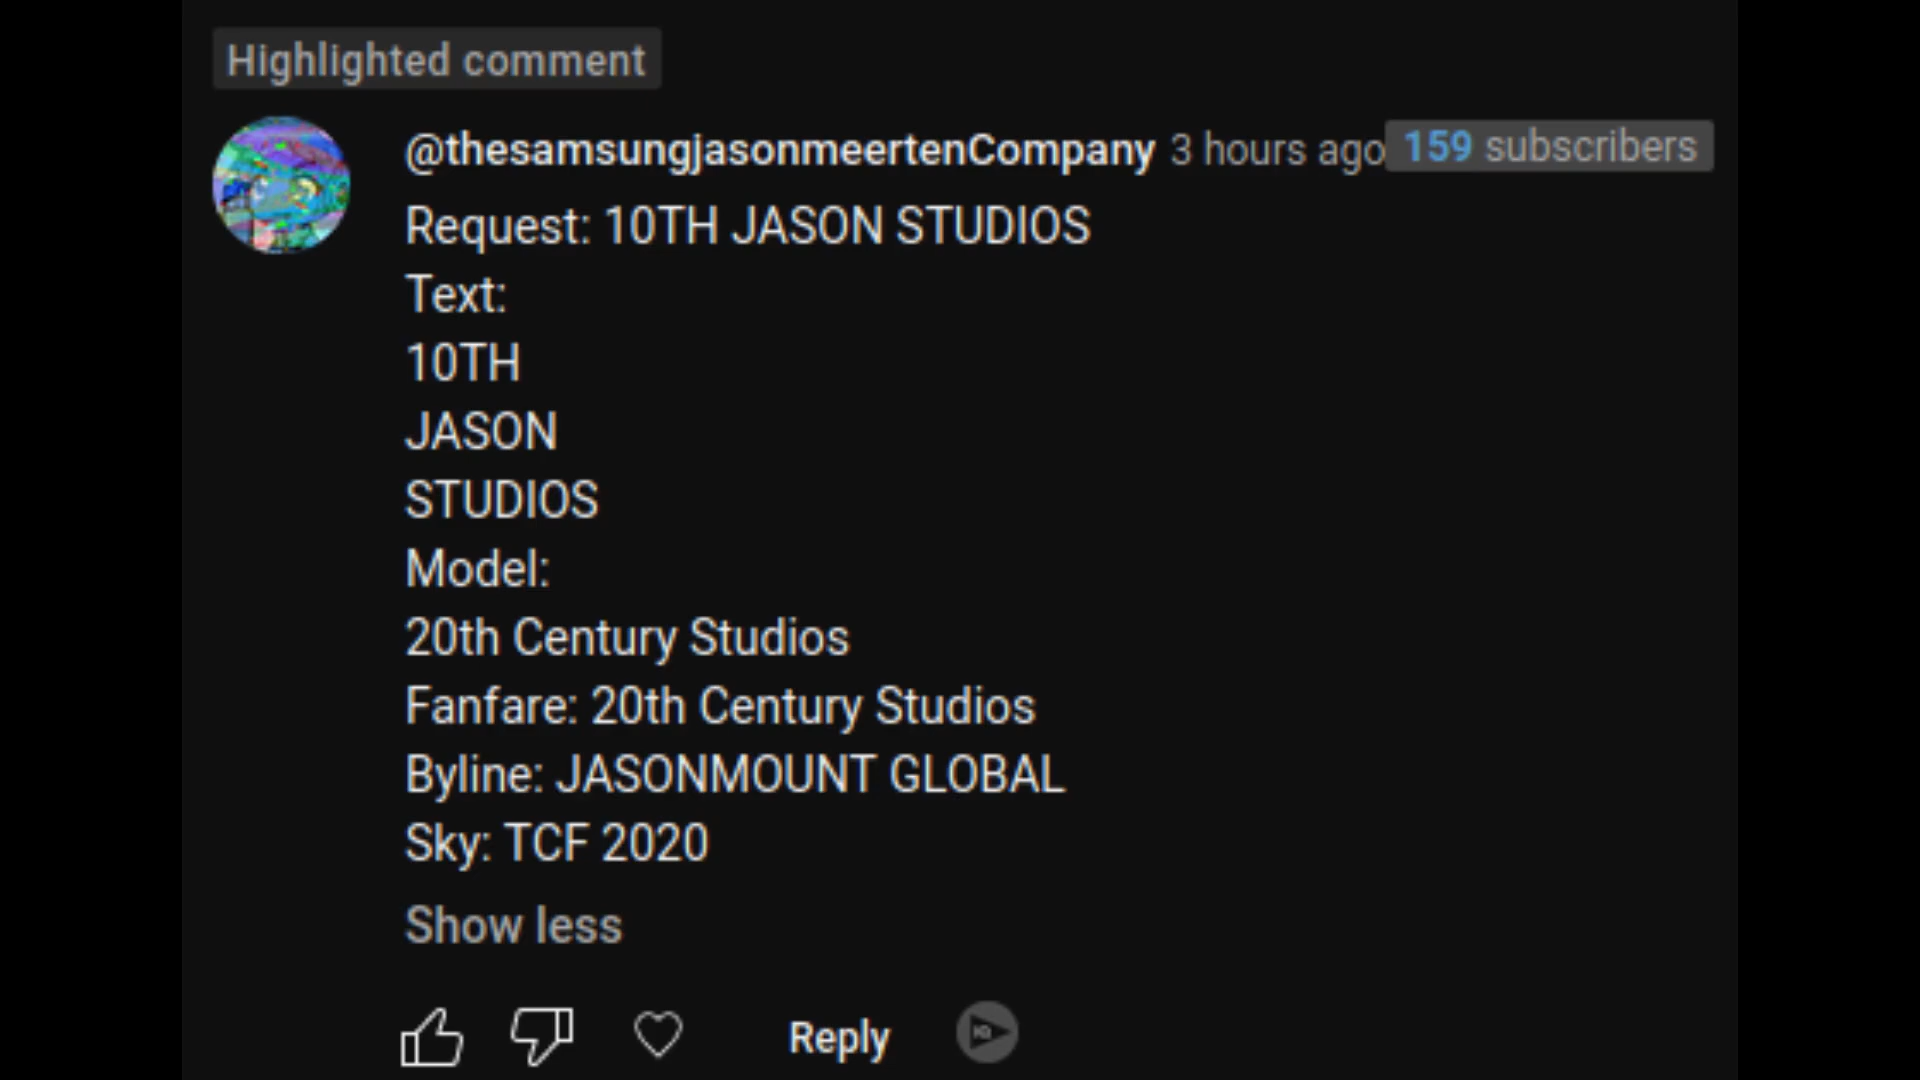 Highlighted comment
@thesamsungjasonmeertenCompany 3 hours ago 159 subscribers
Request: 10TH JASON STUDIOS
Text:
10TH
JASON
STUDIOS
Model:
20th Century Studios
Fanfare: 20th Century Studios
Byline: JASONMOUNT GLOBAL
Sky: TCF 2020
Show less
Reply